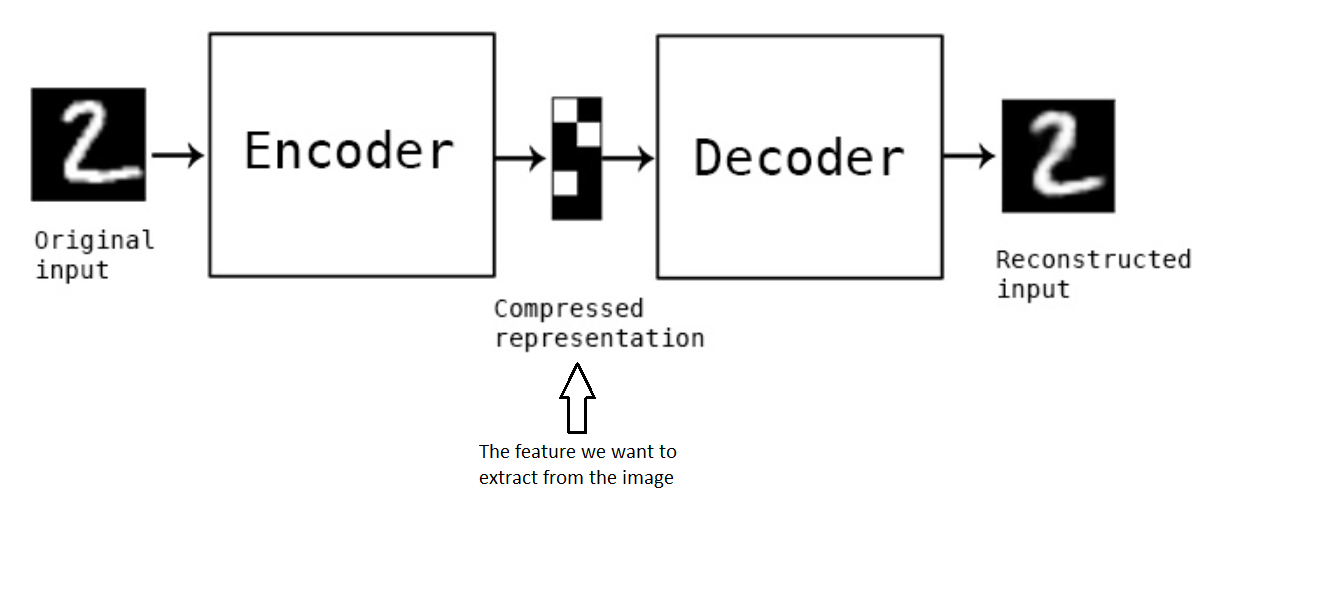 Encoder
Decoder
Original
input
Compressed
representation
Reconstructed
input
The feature we want to
extract from the image